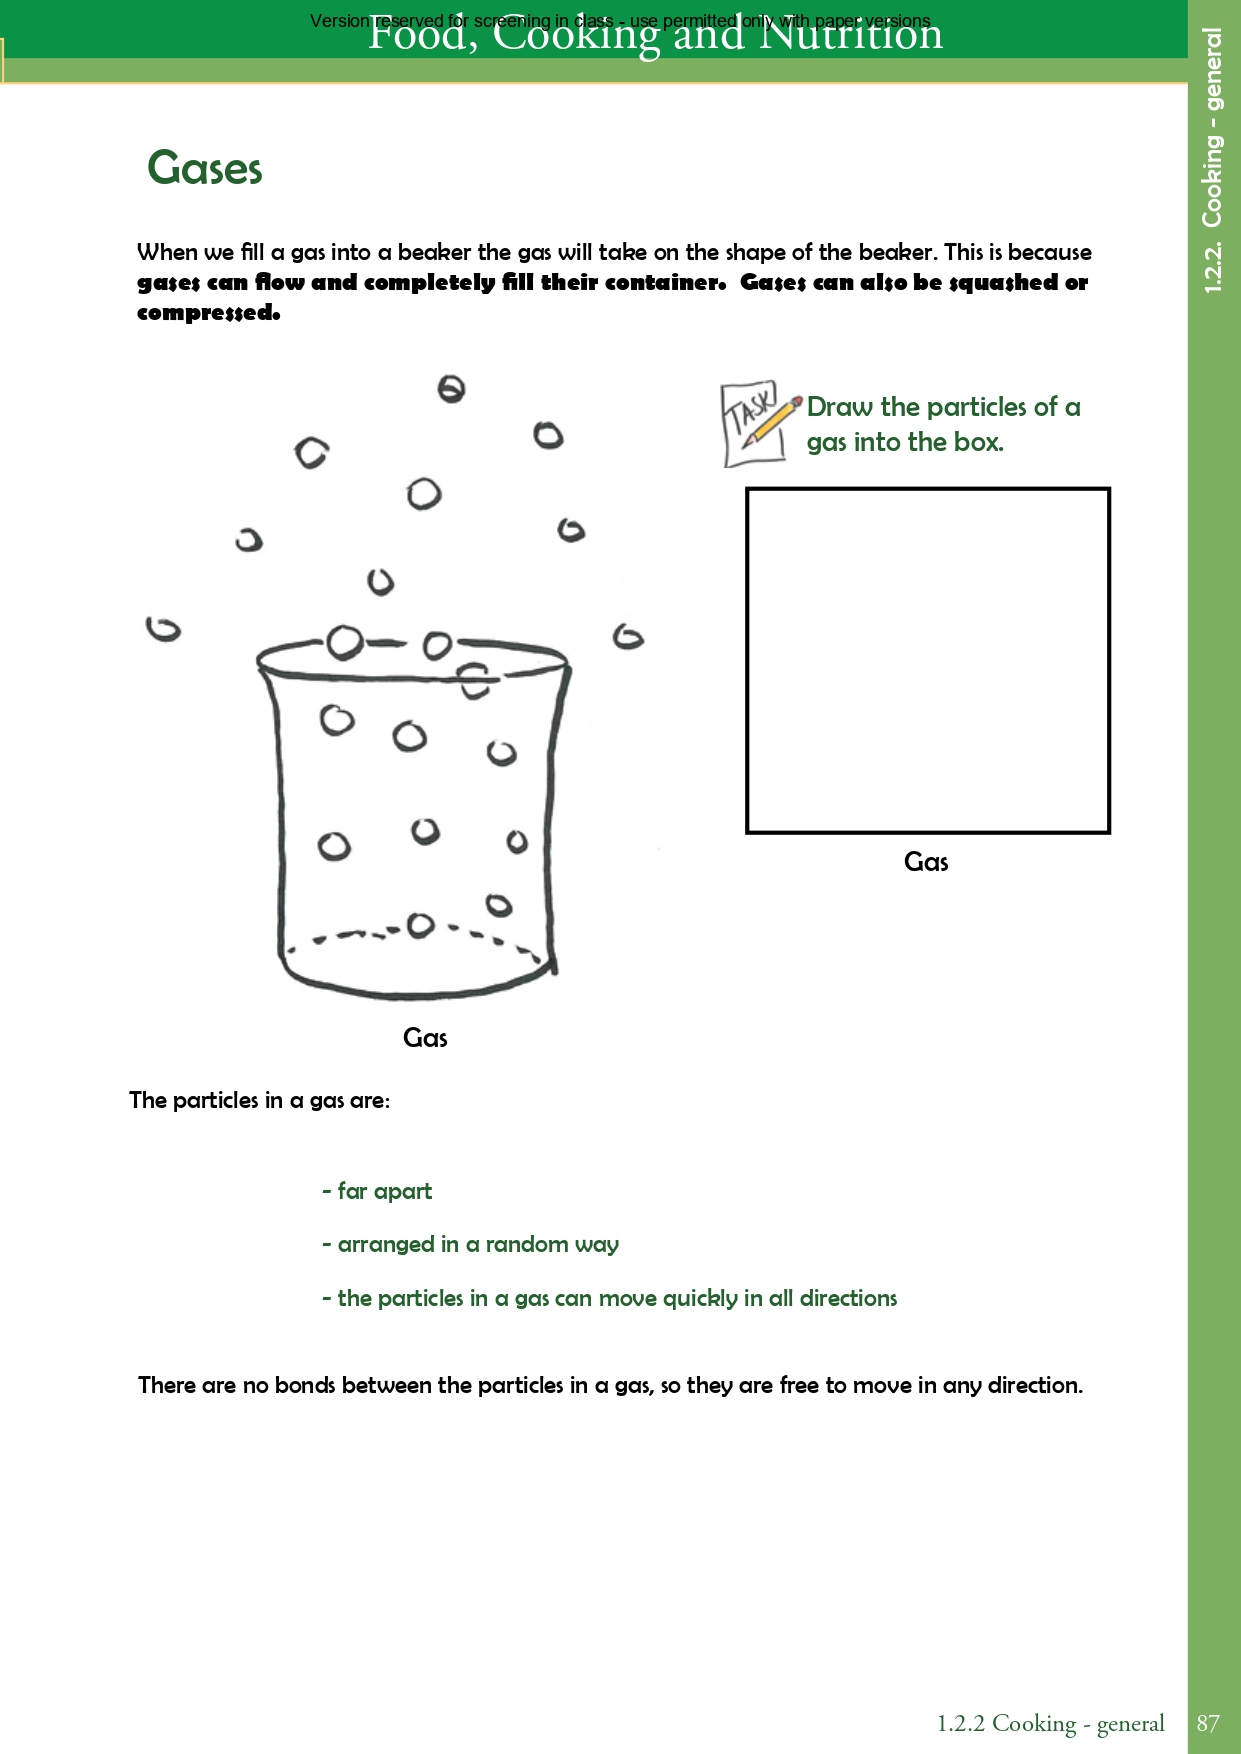 Version reserved for screening in class - use permitted only with paper versions
Food, Cooking and Nutrition
1.2.2. Cooking - general
Gases
When we fill a gas into a beaker the gas will take on the shape of the beaker. This is because
gases can flow and completely fill their container. Gases can also be squashed or
compressed.
TASK
Draw the particles of a
gas into the box.
Gas
Gas
The particles in a gas are:
- far apart
- arranged in a random way
- the particles in a gas can move quickly in all directions
There are no bonds between the particles in a gas, so they are free to move in any direction.
1.2.2 Cooking - general
87